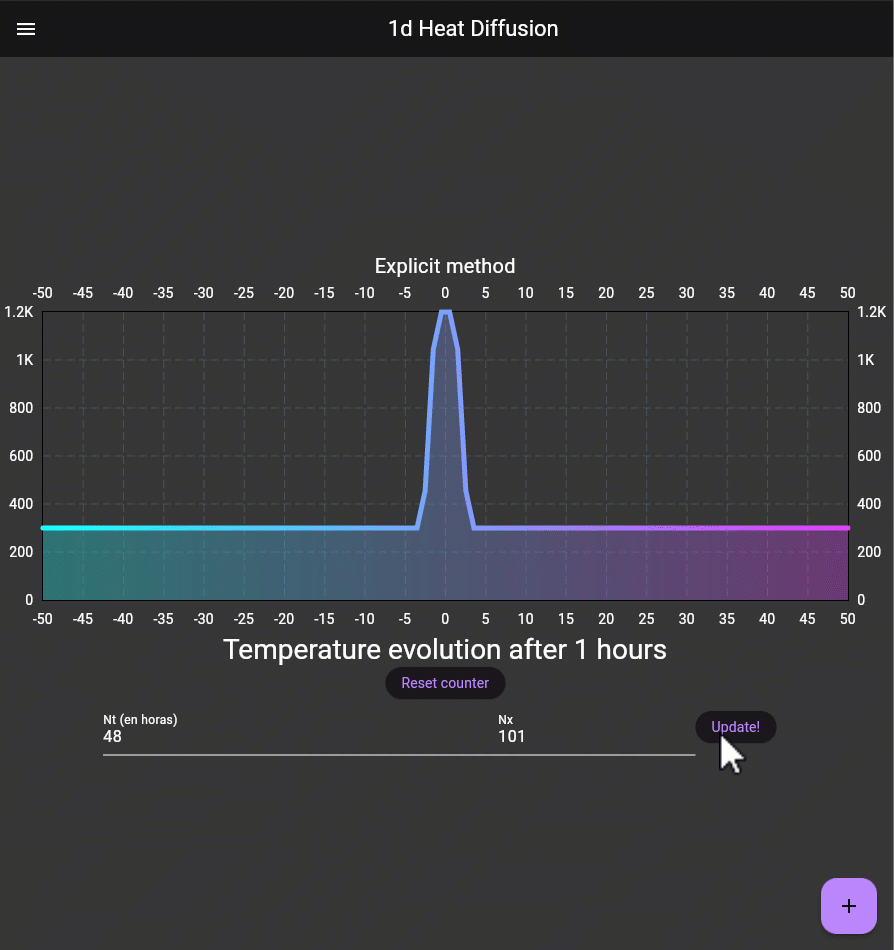 1d Heat Diffusion
Explicit method
-50 -45 -40 -35 -30 -25 -20 -15 -10 -5 0 5 10 15 20 25 30 35 40 45 50
1.2K 1.2K
1K 1K
800 800
600 600
400 400
200 200
0 0
-50 -45 -40 -35 -30 -25 -20 -15 -10 -5 0 5 10 15 20 25 30 35 40 45 50
Temperature evolution after 1 hours
Reset counter
Nt (en horas) Nx
48 101 Update!
+